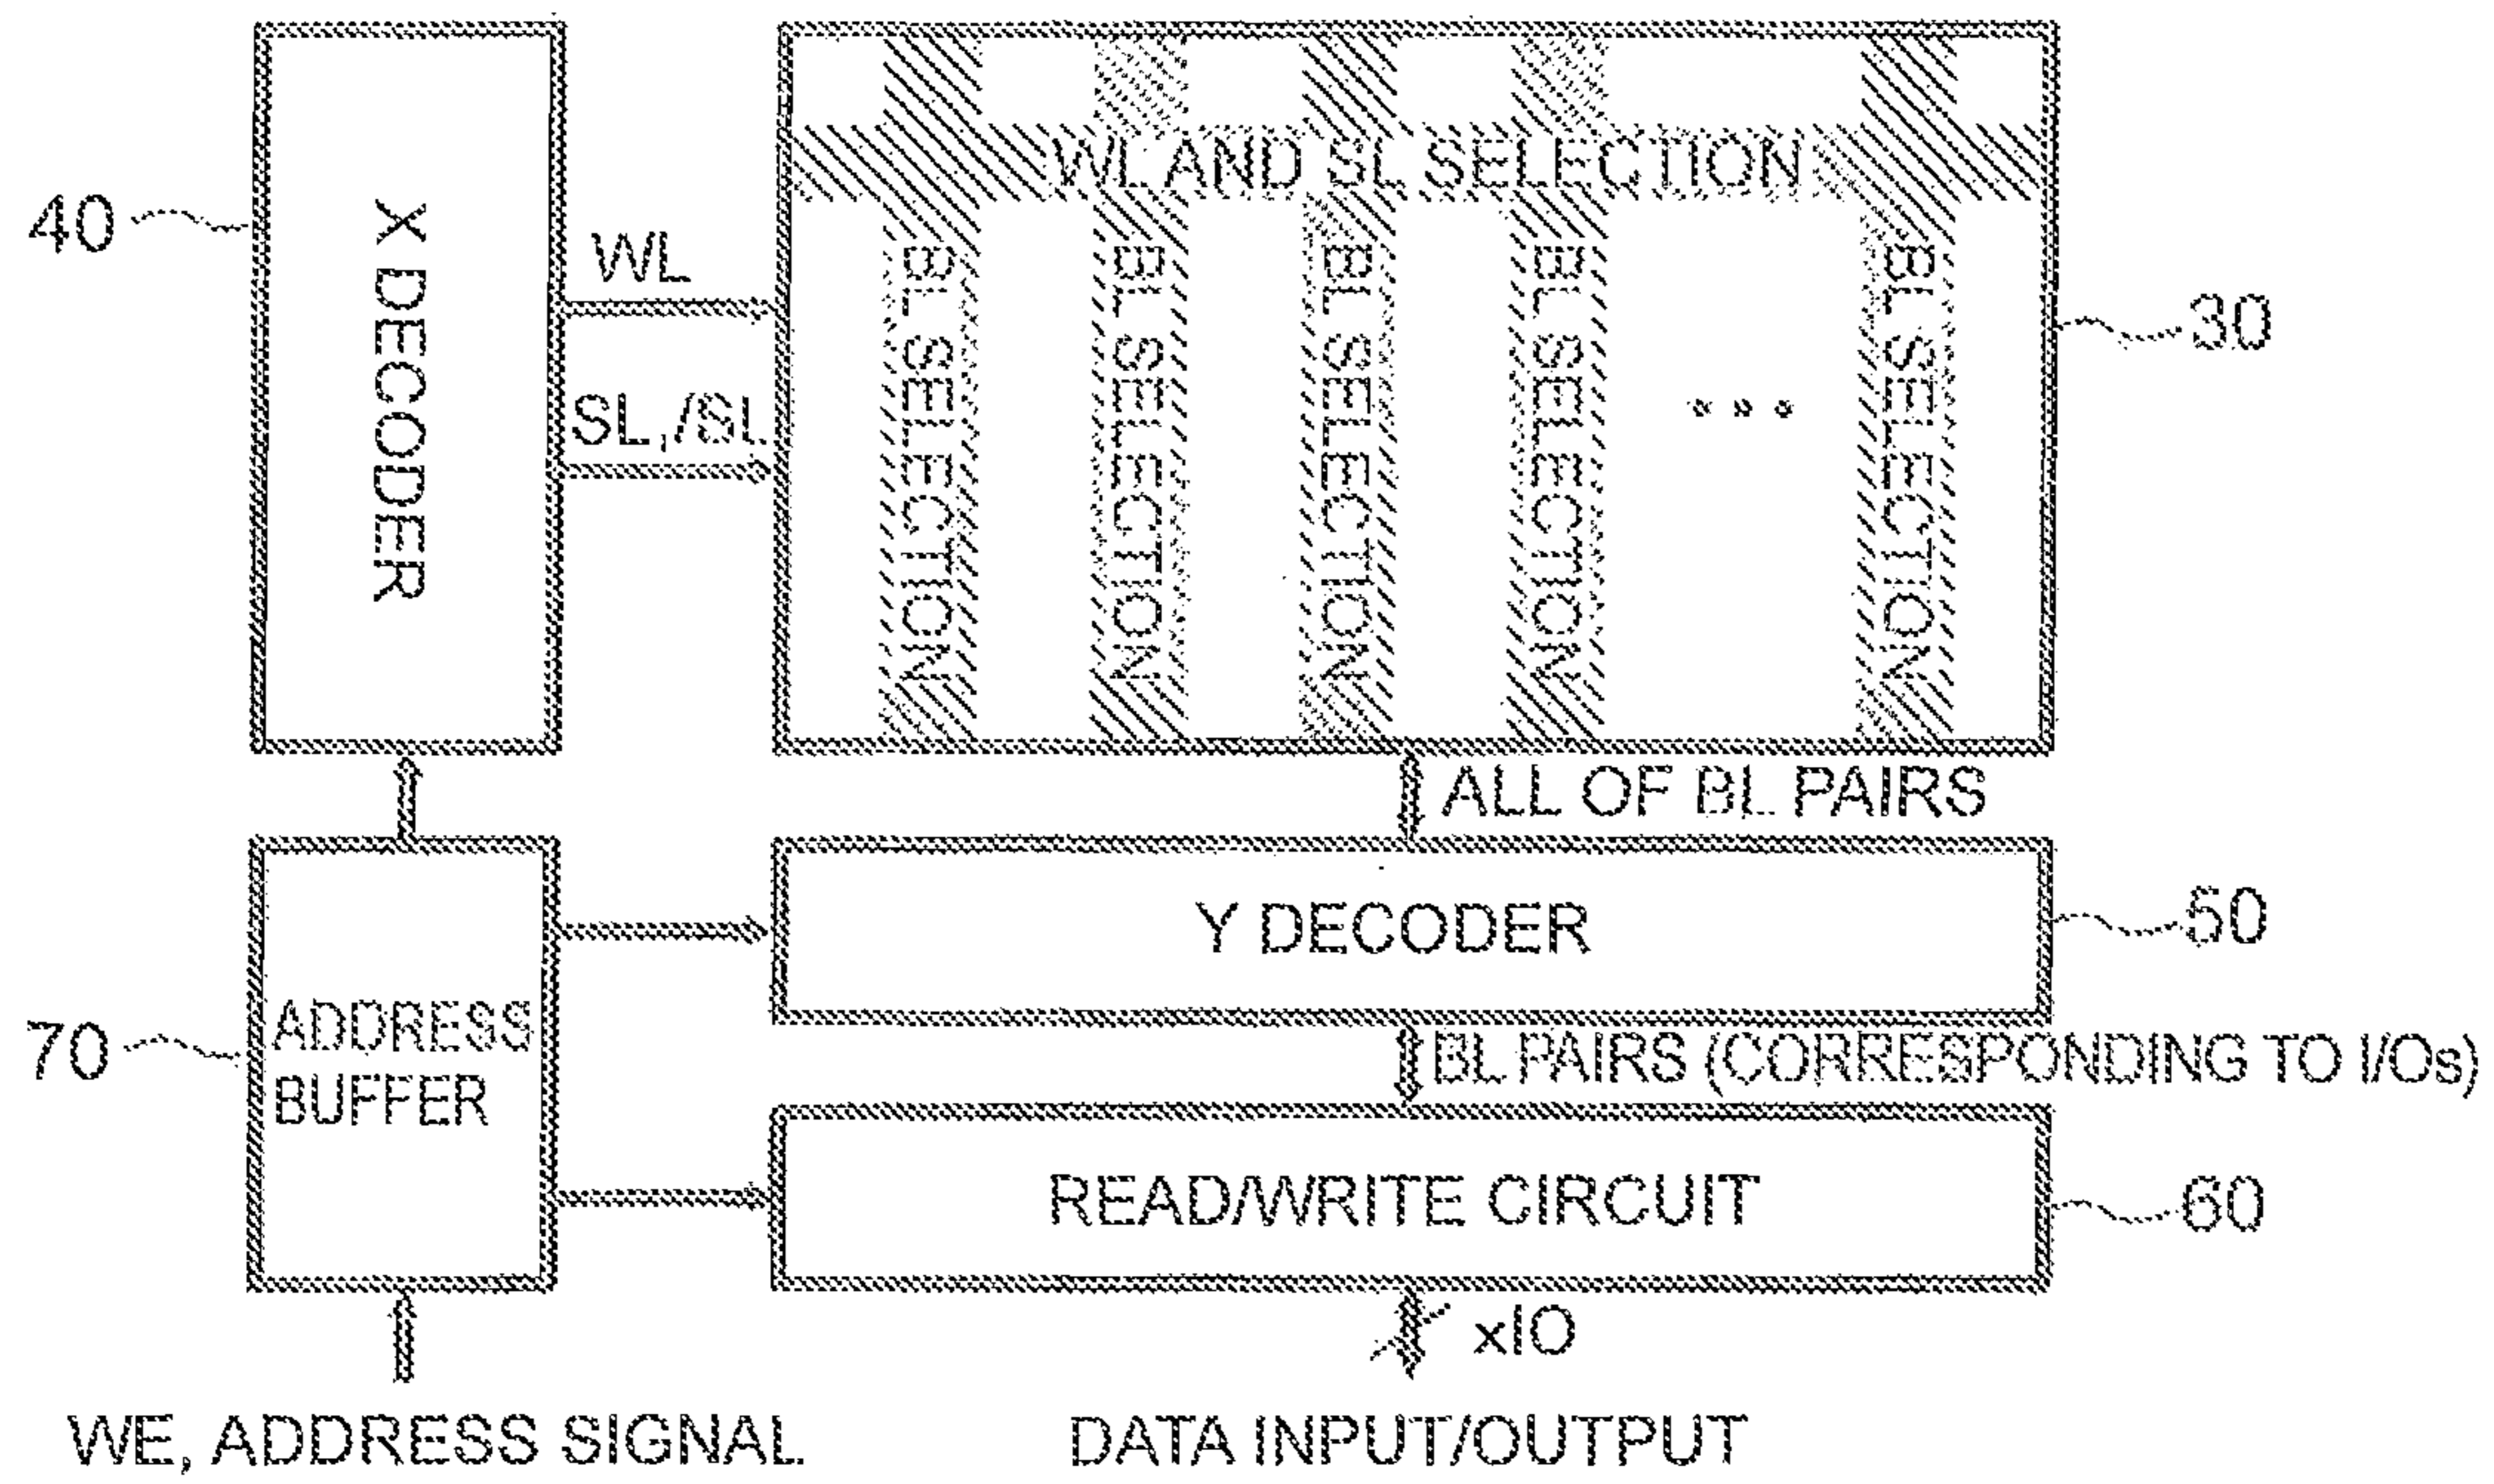 40
X DECODER
WL
SL,/SL
WL AND SL SELECTION
BL SELECTION
BL SELECTION
BL SELECTION
BL SELECTION
...
BL SELECTION
30
ALL OF BL PAIRS
Y DECODER
50
70
ADDRESS
BUFFER
BL PAIRS (CORRESPONDING TO I/Os)
READ/WRITE CIRCUIT
60
xIO
WE, ADDRESS SIGNAL
DATA INPUT/OUTPUT